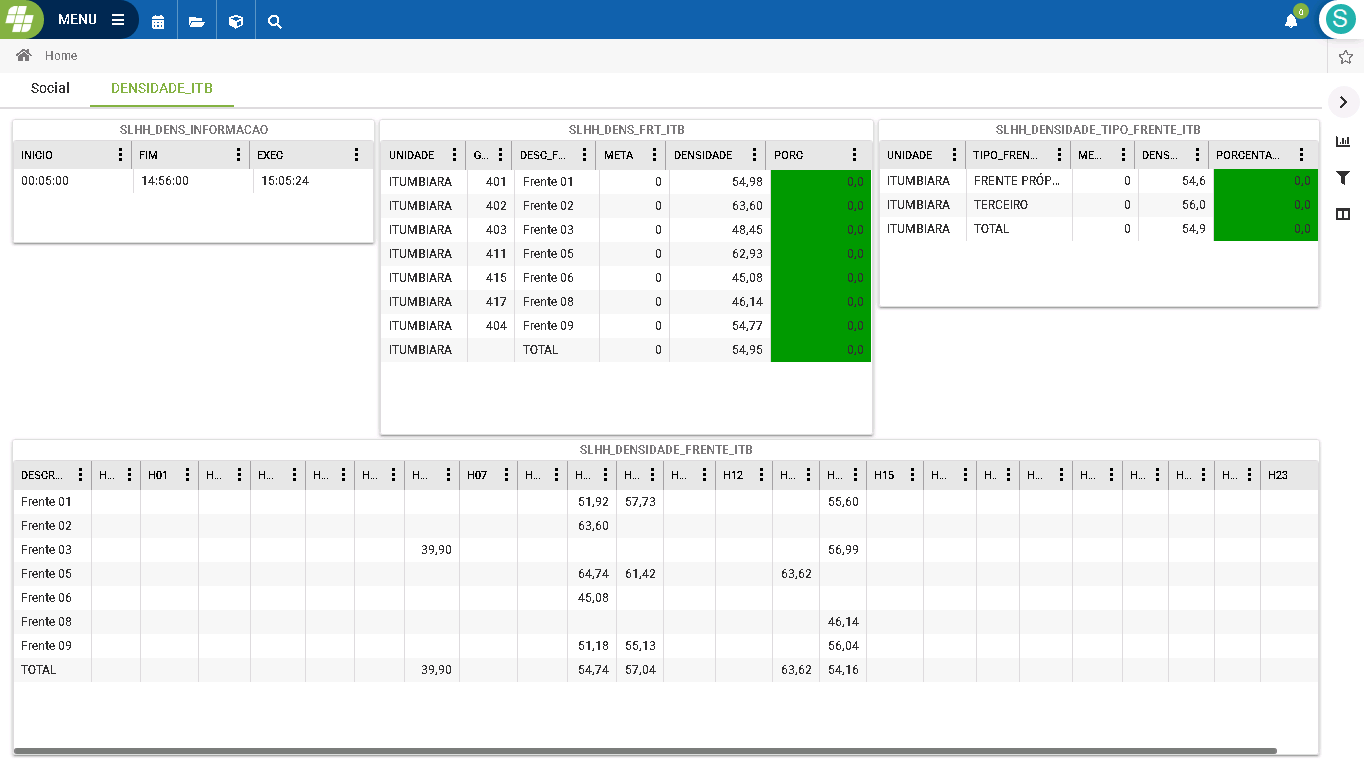 MENU
0
S
Home
Social DENSIDADE_ITB
SLHH_DENS_INFORMACAO
INICIO FIM EXEC
00:05:00 14:56:00 15:05:24
SLHH_DENS_FRT_ITB
UNIDADE G... DESC_F... META DENSIDADE PORC
ITUMBIARA 401 Frente 01 0 54,98 0,0
ITUMBIARA 402 Frente 02 0 63,60 0,0
ITUMBIARA 403 Frente 03 0 48,45 0,0
ITUMBIARA 411 Frente 05 0 62,93 0,0
ITUMBIARA 415 Frente 06 0 45,08 0,0
ITUMBIARA 417 Frente 08 0 46,14 0,0
ITUMBIARA 404 Frente 09 0 54,77 0,0
ITUMBIARA TOTAL 0 54,95 0,0
SLHH_DENSIDADE_TIPO_FRENTE_ITB
UNIDADE TIPO_FREN... ME... DENS... PORCENTA...
ITUMBIARA FRENTE PRÓP... 0 54,6 0,0
ITUMBIARA TERCEIRO 0 56,0 0,0
ITUMBIARA TOTAL 0 54,9 0,0
SLHH_DENSIDADE_FRENTE_ITB
DESCR... H... H01 H... H... H... H... H... H07 H... H... H... H... H12 H... H... H15 H... H.. H... H... H... H... H... H23
Frente 01 51,92 57,73 55,60
Frente 02 63,60
Frente 03 39,90 56,99
Frente 05 64,74 61,42 63,62
Frente 06 45,08
Frente 08 46,14
Frente 09 51,18 55,13 56,04
TOTAL 39,90 54,74 57,04 63,62 54,16